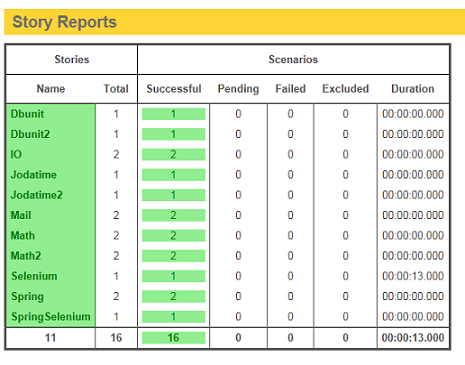 Story Reports
Stories Scenarios
Name Total Successful Pending Failed Excluded Duration
Dbunit 1 1 0 0 0 00:00:00.000
Dbunit2 1 1 0 0 0 00:00:00.000
IO 2 2 0 0 0 00:00:00.000
Jodatime 1 1 0 0 0 00:00:00.000
Jodatime2 1 1 0 0 0 00:00:00.000
Mail 2 2 0 0 0 00:00:00.000
Math 2 2 0 0 0 00:00:00.000
Math2 2 2 0 0 0 00:00:00.000
Selenium 1 1 0 0 0 00:00:13.000
Spring 2 2 0 0 0 00:00:00.000
SpringSelenium 1 1 0 0 0 00:00:00.000
11 16 16 0 0 0 00:00:13.000